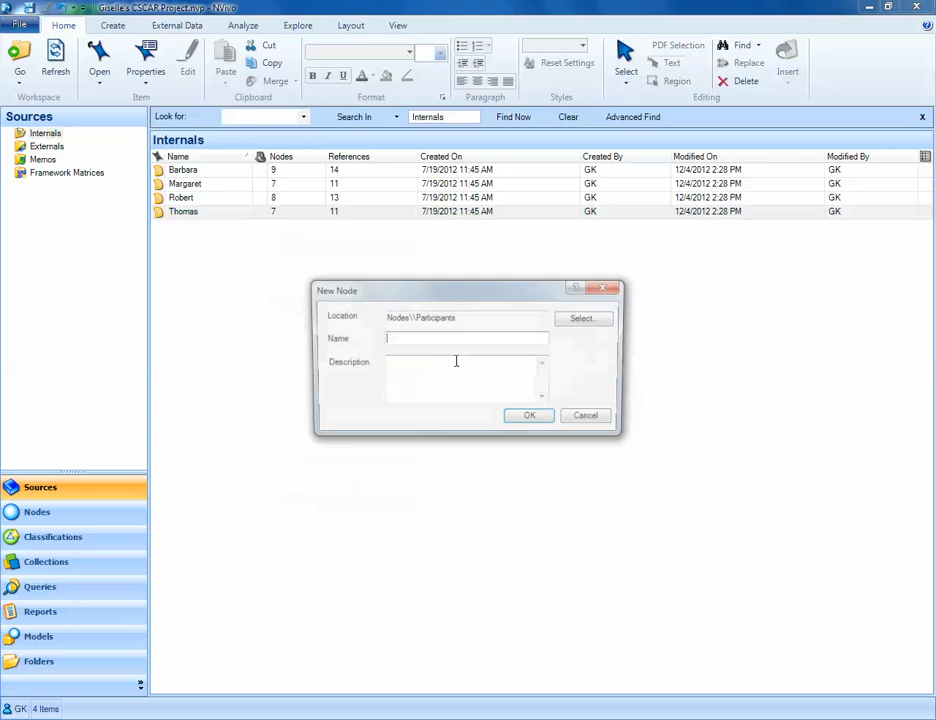 Giselle's CSCAR Project.nvp - NVivo
File Home Create External Data Analyze Explore Layout View
Go
Workspace
Refresh
Open
Properties
Edit
Item
Paste
Cut
Copy
Merge
Clipboard
B I U A
Format
Paragraph
Reset Settings
Styles
Select
PDF Selection
Text
Region
Find
Replace
Delete
Insert
Editing
Sources
Look for: Search In Internals Find Now Clear Advanced Find x
Internals
Externals
Memos
Framework Matrices
Internals
Name Nodes References Created On Created By Modified On Modified By
Barbara 9 14 7/19/2012 11:45 AM GK 12/4/2012 2:28 PM GK
Margaret 7 11 7/19/2012 11:45 AM GK 12/4/2012 2:28 PM GK
Robert 8 13 7/19/2012 11:45 AM GK 12/4/2012 2:28 PM GK
Thomas 7 11 7/19/2012 11:45 AM GK 12/4/2012 2:28 PM GK
New Node
Location Nodes\\Participants Select...
Name
Description
OK Cancel
Sources
Nodes
Classifications
Collections
Queries
Reports
Models
Folders
GK 4 Items